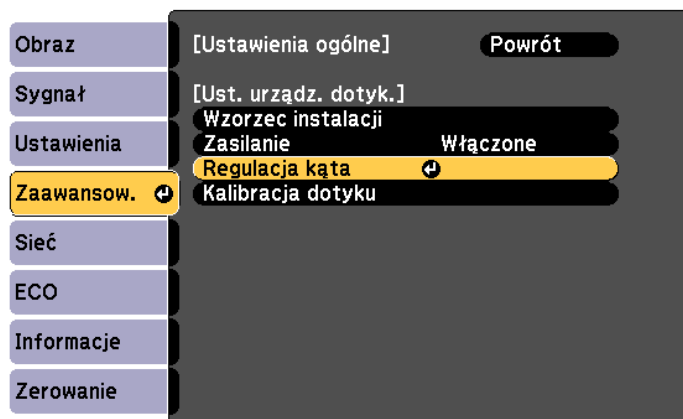 Obraz
Sygnał
Ustawienia
Zaawansow.
Sieć
ECO
Informacje
Zerowanie
[Ustawienia ogólne] Powrót
[Ust. urządz. dotyk.]
Wzorzec instalacji
Zasilanie Włączone
Regulacja kąta
Kalibracja dotyku